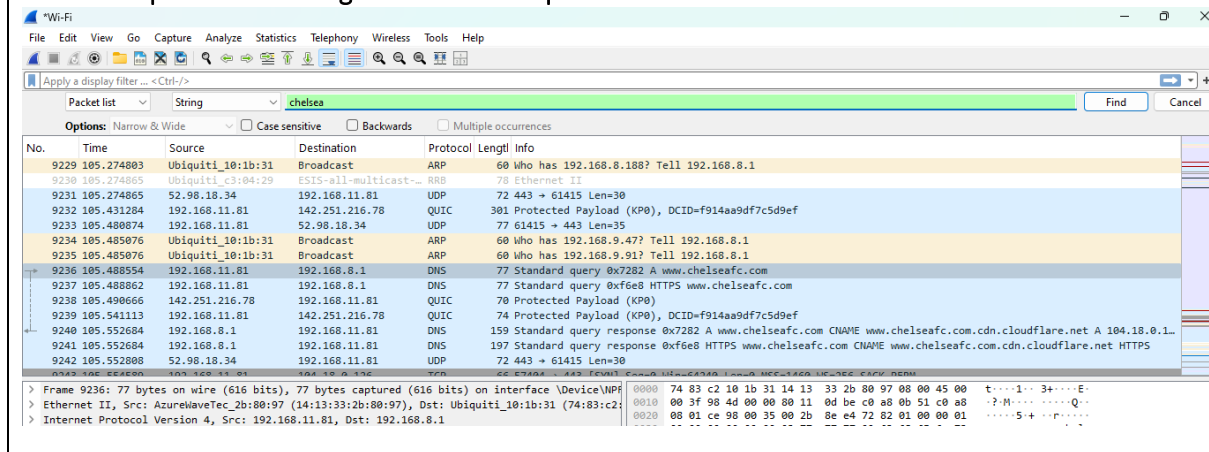 *Wi-Fi
File Edit View Go Capture Analyze Statistics Telephony Wireless Tools Help
Apply a display filter ... <Ctrl-/>
Packet list String chelsea Find Cancel
Options: Narrow & Wide Case sensitive Backwards Multiple occurrences
No. Time Source Destination Protocol Lengtl Info
9229 105.274803 Ubiquiti_10:1b:31 Broadcast ARP 60 Who has 192.168.8.188? Tell 192.168.8.1
9230 105.274865 Ubiquiti_c3:04:29 ESIS-all-multicast-… RRB 78 Ethernet II
9231 105.274865 52.98.18.34 192.168.11.81 UDP 72 443 → 61415 Len=30
9232 105.431284 192.168.11.81 142.251.216.78 QUIC 301 Protected Payload (KP0), DCID=f914aa9df7c5d9ef
9233 105.480874 192.168.11.81 52.98.18.34 UDP 77 61415 → 443 Len=35
9234 105.485076 Ubiquiti_10:1b:31 Broadcast ARP 60 Who has 192.168.9.47? Tell 192.168.8.1
9235 105.485076 Ubiquiti_10:1b:31 Broadcast ARP 60 Who has 192.168.9.91? Tell 192.168.8.1
9236 105.488554 192.168.11.81 192.168.8.1 DNS 77 Standard query 0x7282 A www.chelseafc.com
9237 105.488862 192.168.11.81 192.168.8.1 DNS 77 Standard query 0xf6e8 HTTPS www.chelseafc.com
9238 105.490666 142.251.216.78 192.168.11.81 QUIC 70 Protected Payload (KP0)
9239 105.541113 192.168.11.81 142.251.216.78 QUIC 74 Protected Payload (KP0), DCID=f914aa9df7c5d9ef
9240 105.552684 192.168.8.1 192.168.11.81 DNS 159 Standard query response 0x7282 A www.chelseafc.com CNAME www.chelseafc.com.cdn.cloudflare.net A 104.18.0.1…
9241 105.552684 192.168.8.1 192.168.11.81 DNS 197 Standard query response 0xf6e8 HTTPS www.chelseafc.com CNAME www.chelseafc.com.cdn.cloudflare.net HTTPS
9242 105.552808 52.98.18.34 192.168.11.81 UDP 72 443 → 61415 Len=30
Frame 9236: 77 bytes on wire (616 bits), 77 bytes captured (616 bits) on interface \Device\NPF
Ethernet II, Src: AzureWaveTec_2b:80:97 (14:13:33:2b:80:97), Dst: Ubiquiti_10:1b:31 (74:83:c2:
Internet Protocol Version 4, Src: 192.168.11.81, Dst: 192.168.8.1
0000 74 83 c2 10 1b 31 14 13 33 2b 80 97 08 00 45 00 t····1·· 3+····E·
0010 00 3f 98 4d 00 00 80 11 0d be c0 a8 0b 51 c0 a8 ·?·M···· ·····Q··
0020 08 01 ce 98 00 35 00 2b 8e e4 72 82 01 00 00 01 ·····5·+ ··r·····